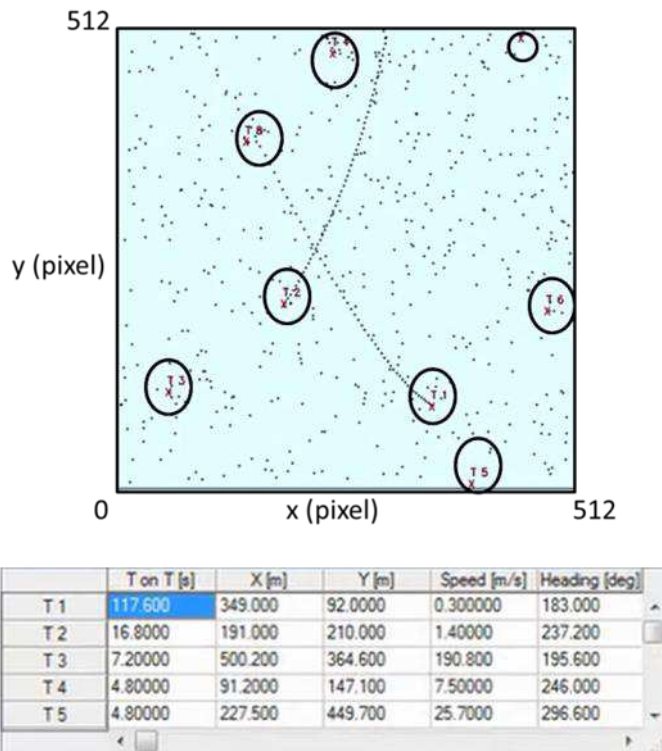 512
T 4
T 8
y (pixel)
T 2
T 6
T 3
T 1
T 5
0
x (pixel)
512
T on T [s] X [m] Y [m] Speed [m/s] Heading [deg]
T 1 117.600 349.000 92.0000 0.300000 183.000
T 2 16.8000 191.000 210.000 1.40000 237.200
T 3 7.20000 500.200 364.600 190.800 195.600
T 4 4.80000 91.2000 147.100 7.50000 246.000
T 5 4.80000 227.500 449.700 25.7000 296.600